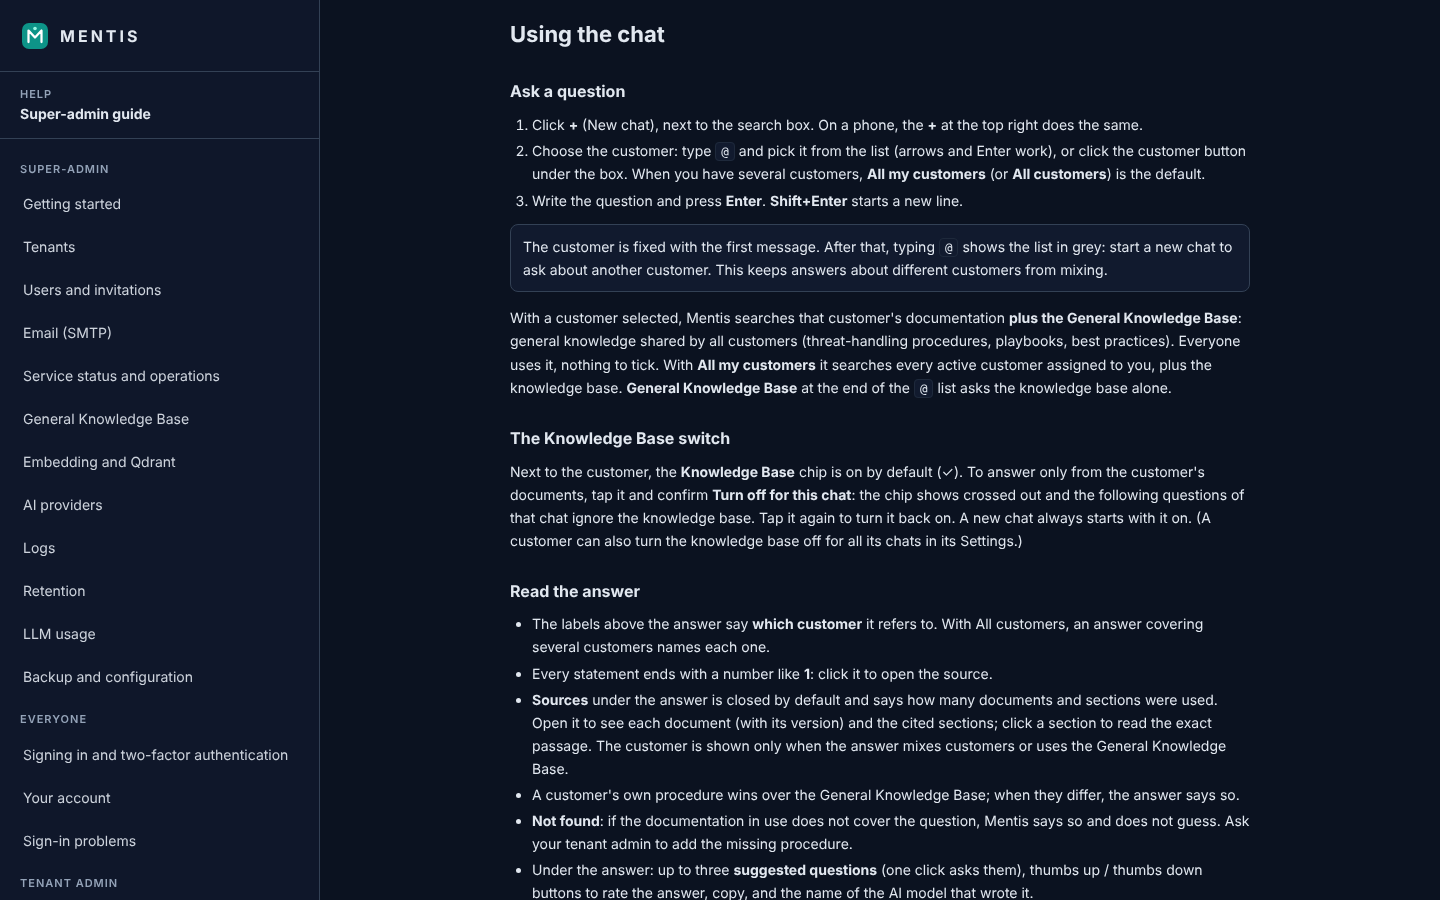 MENTIS
HELP
Super-admin guide
SUPER-ADMIN
Getting started
Tenants
Users and invitations
Email (SMTP)
Service status and operations
General Knowledge Base
Embedding and Qdrant
AI providers
Logs
Retention
LLM usage
Backup and configuration
EVERYONE
Signing in and two-factor authentication
Your account
Sign-in problems
TENANT ADMIN
Using the chat
Ask a question
1. Click + (New chat), next to the search box. On a phone, the + at the top right does the same.
2. Choose the customer: type @ and pick it from the list (arrows and Enter work), or click the customer button
under the box. When you have several customers, All my customers (or All customers) is the default.
3. Write the question and press Enter. Shift+Enter starts a new line.
The customer is fixed with the first message. After that, typing @ shows the list in grey: start a new chat to
ask about another customer. This keeps answers about different customers from mixing.
With a customer selected, Mentis searches that customer's documentation plus the General Knowledge Base:
general knowledge shared by all customers (threat-handling procedures, playbooks, best practices). Everyone
uses it, nothing to tick. With All my customers it searches every active customer assigned to you, plus the
knowledge base. General Knowledge Base at the end of the @ list asks the knowledge base alone.
The Knowledge Base switch
Next to the customer, the Knowledge Base chip is on by default (✓). To answer only from the customer's
documents, tap it and confirm Turn off for this chat: the chip shows crossed out and the following questions of
that chat ignore the knowledge base. Tap it again to turn it back on. A new chat always starts with it on. (A
customer can also turn the knowledge base off for all its chats in its Settings.)
Read the answer
• The labels above the answer say which customer it refers to. With All customers, an answer covering
several customers names each one.
• Every statement ends with a number like 1: click it to open the source.
• Sources under the answer is closed by default and says how many documents and sections were used.
Open it to see each document (with its version) and the cited sections; click a section to read the exact
passage. The customer is shown only when the answer mixes customers or uses the General Knowledge
Base.
• A customer's own procedure wins over the General Knowledge Base; when they differ, the answer says so.
• Not found: if the documentation in use does not cover the question, Mentis says so and does not guess. Ask
your tenant admin to add the missing procedure.
• Under the answer: up to three suggested questions (one click asks them), thumbs up / thumbs down
buttons to rate the answer, copy, and the name of the AI model that wrote it.